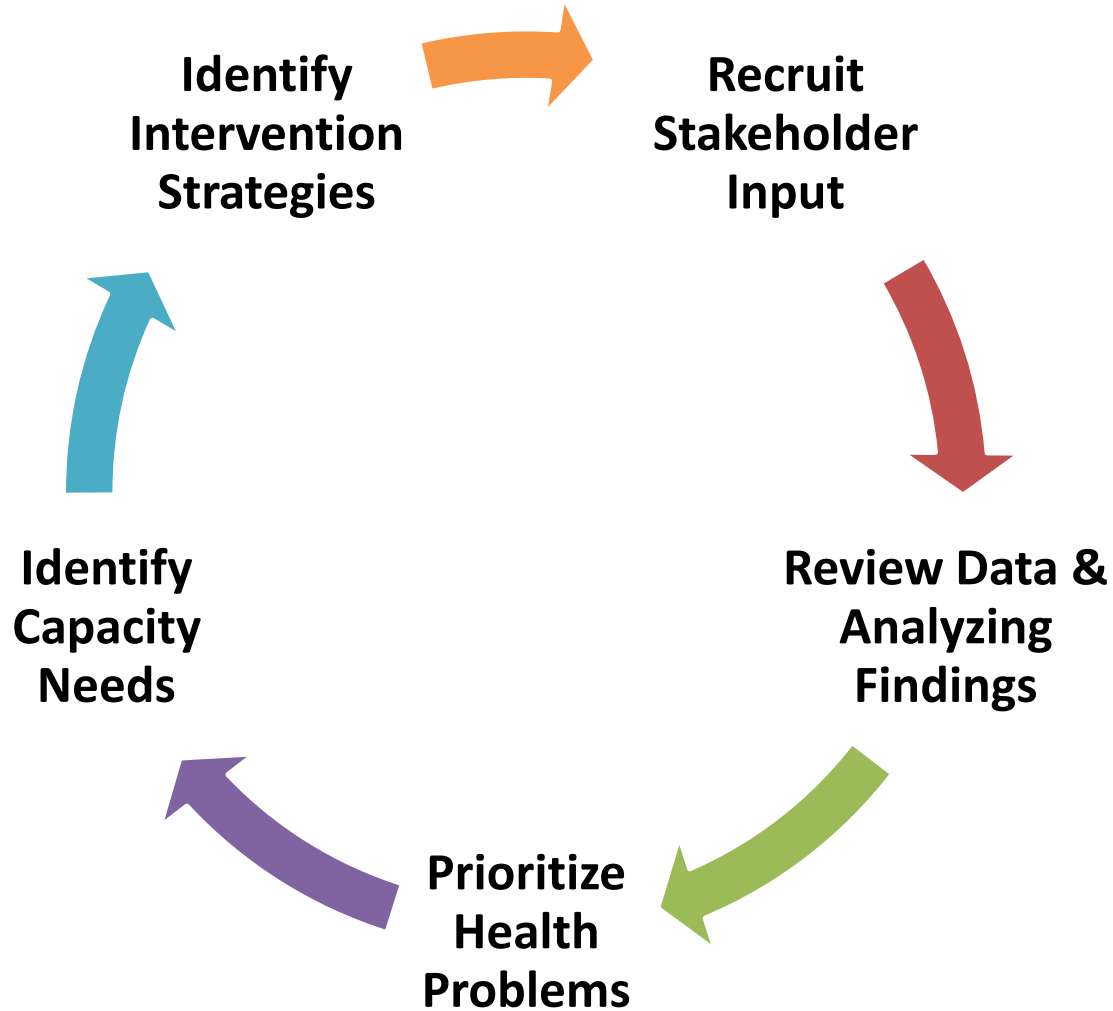 Identify
Intervention
Strategies
Recruit
Stakeholder
Input
Review Data &
Analyzing
Findings
Prioritize
Health
Problems
Identify
Capacity
Needs